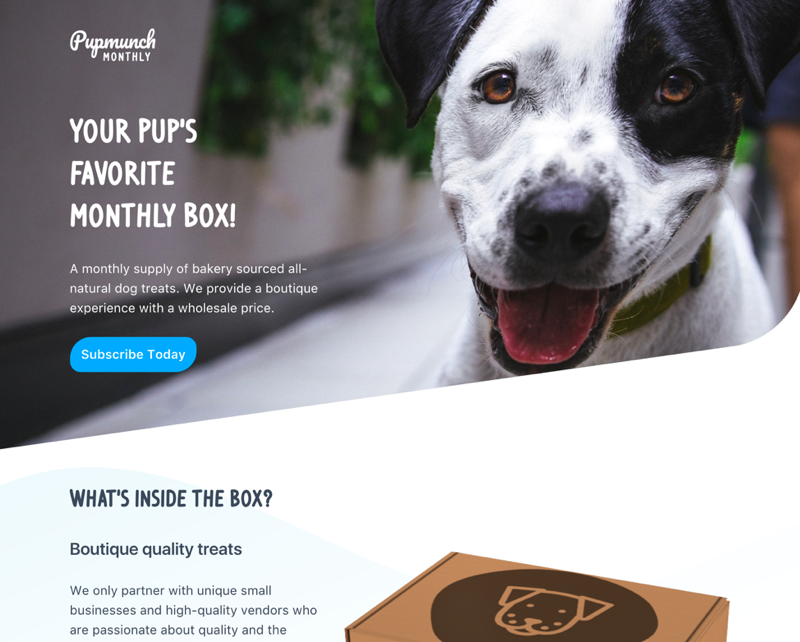 Pupmunch
MONTHLY
YOUR PUP'S
FAVORITE
MONTHLY BOX!
A monthly supply of bakery sourced all-
natural dog treats. We provide a boutique
experience with a wholesale price.
Subscribe Today
WHAT'S INSIDE THE BOX?
Boutique quality treats
We only partner with unique small
businesses and high-quality vendors who
are passionate about quality and the